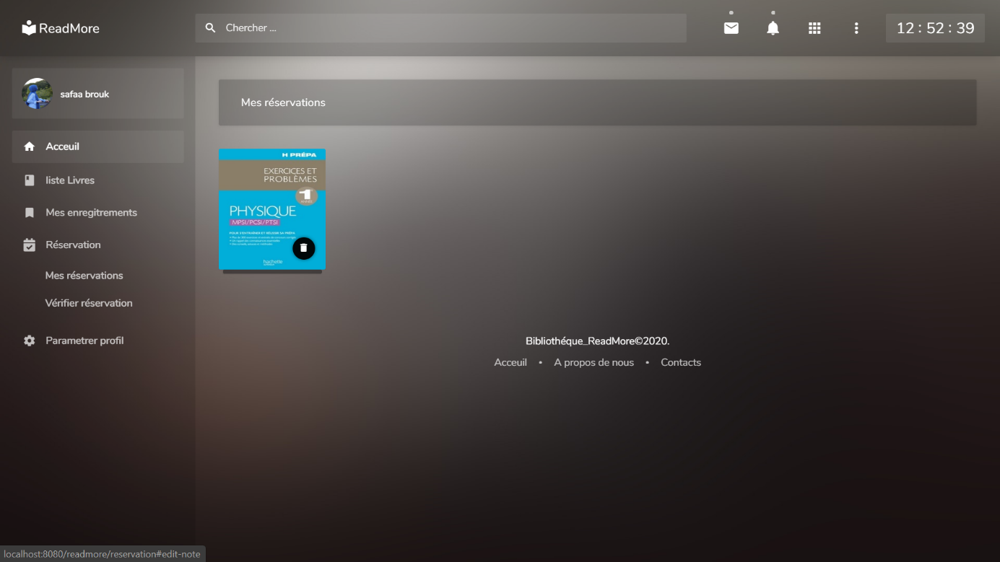 ReadMore
Chercher ...
12 : 52 : 39
safaa brouk
Acceuil
liste Livres
Mes enregitrements
Réservation
Mes réservations
Vérifier réservation
Parametrer profil
Mes réservations
H PRÉPA
EXERCICES ET
PROBLÈMES
1
PHYSIQUE
MPSI/PCSI/PTSI
POUR S'ENTRAÎNER ET RÉUSSIR SA PRÉPA
hachette
Bibliothéque_ReadMore©2020.
Acceuil • A propos de nous • Contacts
localhost:8080/readmore/reservation#edit-note